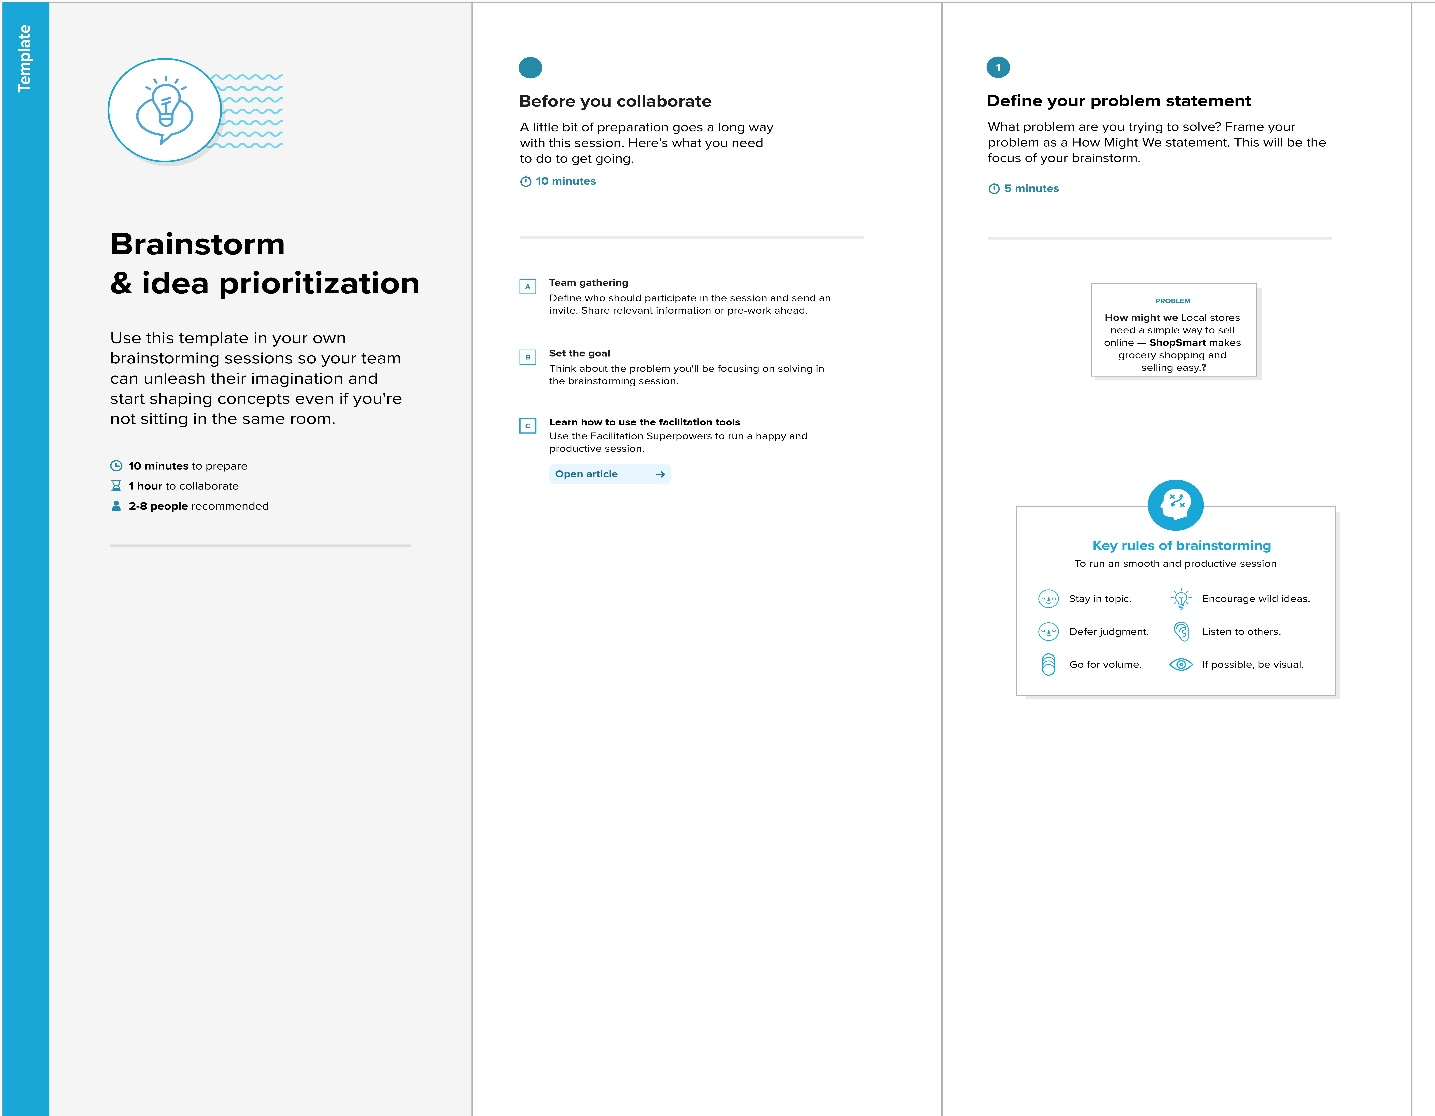 Template
Brainstorm
& idea prioritization
Use this template in your own
brainstorming sessions so your team
can unleash their imagination and
start shaping concepts even if you're
not sitting in the same room.
10 minutes to prepare
1 hour to collaborate
2-8 people recommended
Before you collaborate
A little bit of preparation goes a long way
with this session. Here's what you need
to do to get going.
10 minutes
A
Team gathering
Define who should participate in the session and send an
invite. Share relevant information or pre-work ahead.
B
Set the goal
Think about the problem you'll be focusing on solving in
the brainstorming session.
C
Learn how to use the facilitation tools
Use the Facilitation Superpowers to run a happy and
productive session.
Open article
1
Define your problem statement
What problem are you trying to solve? Frame your
problem as a How Might We statement. This will be the
focus of your brainstorm.
5 minutes
PROBLEM
How might we Local stores
need a simple way to sell
online — ShopSmart makes
grocery shopping and
selling easy.?
Key rules of brainstorming
To run an smooth and productive session
Stay in topic.
Encourage wild ideas.
Defer judgment.
Listen to others.
Go for volume.
If possible, be visual.